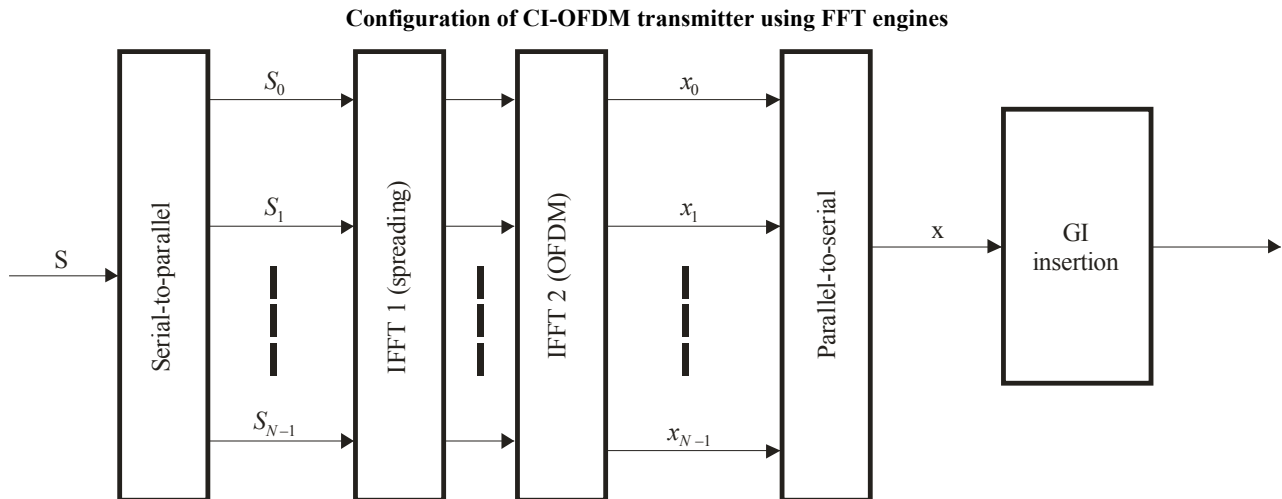 Configuration of CI-OFDM transmitter using FFT engines
S
Serial-to-parallel
S0
S1
SN–1
IFFT 1 (spreading)
IFFT 2 (OFDM)
x0
x1
xN–1
Parallel-to-serial
x
GI
insertion